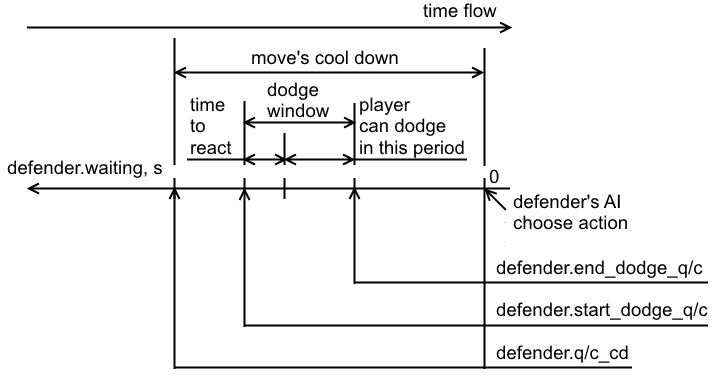 time flow
move's cool down
dodge
window
time
to
react
player
can dodge
in this period
defender.waiting, s
0
defender's AI
choose action
defender.end_dodge_q/c
defender.start_dodge_q/c
defender.q/c_cd